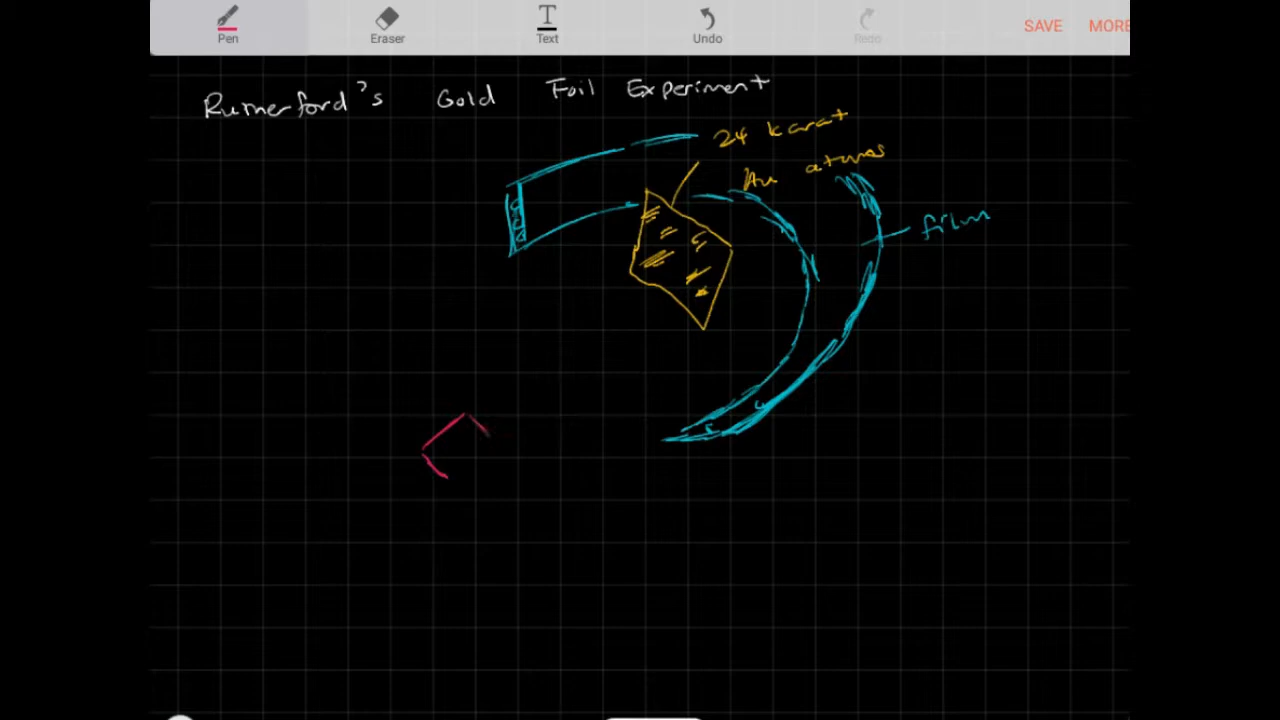 Pen Eraser Text Undo Redo SAVE MORE
Rutherford's Gold Foil Experiment
24 karat
Au atoms
film